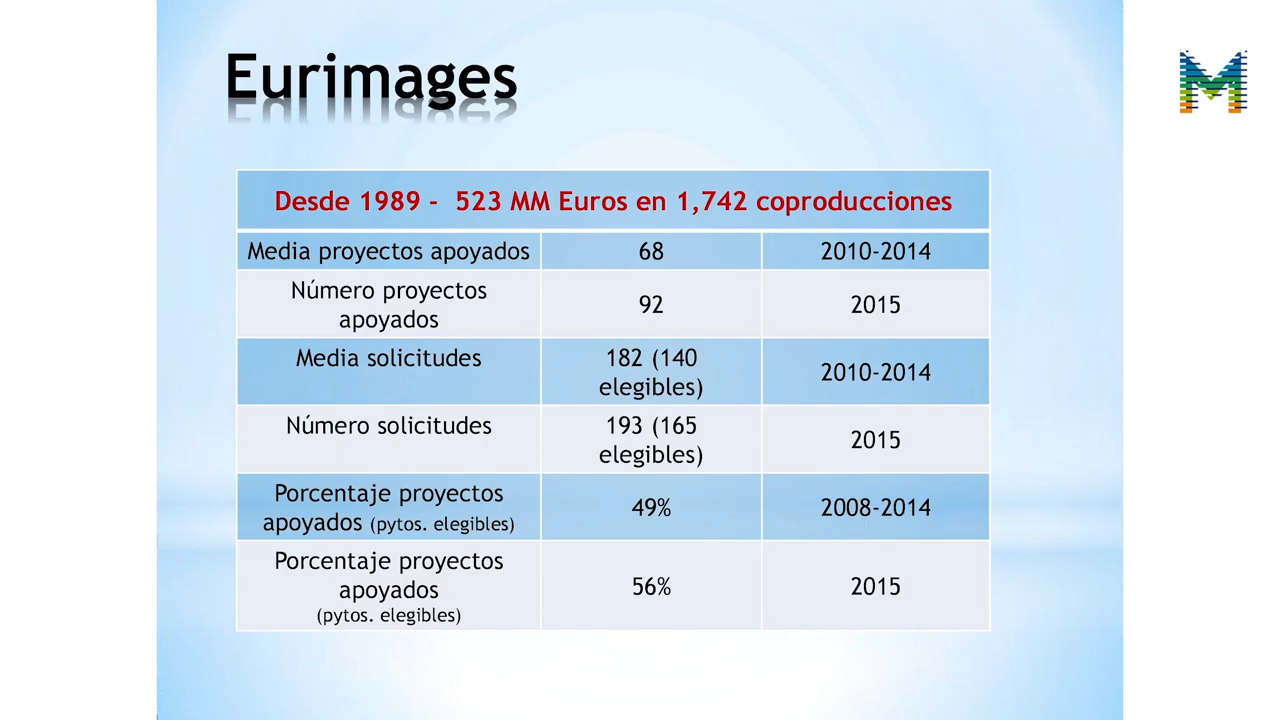 Eurimages
Desde 1989 -  523 MM Euros en 1,742 coproducciones
Media proyectos apoyados 68 2010-2014
Número proyectos
apoyados 92 2015
Media solicitudes 182 (140
elegibles) 2010-2014
Número solicitudes 193 (165
elegibles) 2015
Porcentaje proyectos
apoyados (pytos. elegibles) 49% 2008-2014
Porcentaje proyectos
apoyados
(pytos. elegibles) 56% 2015
M